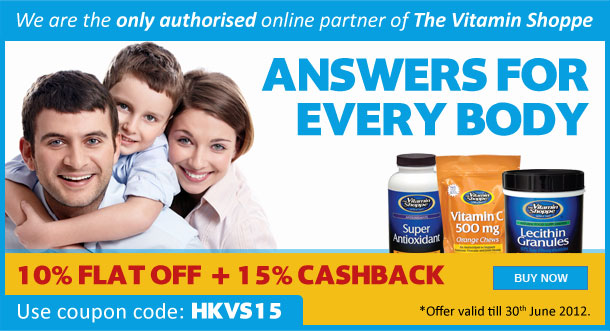 We are the only authorised online partner of The Vitamin Shoppe
ANSWERS FOR
EVERY BODY
the Vitamin Shoppe
Super
Antioxidant
the Vitamin Shoppe
Vitamin C
500 mg
Orange Chews
the Vitamin Shoppe
Lecithin
Granules
10% FLAT OFF + 15% CASHBACK
BUY NOW
Use coupon code: HKVS15
*Offer valid till 30th June 2012.